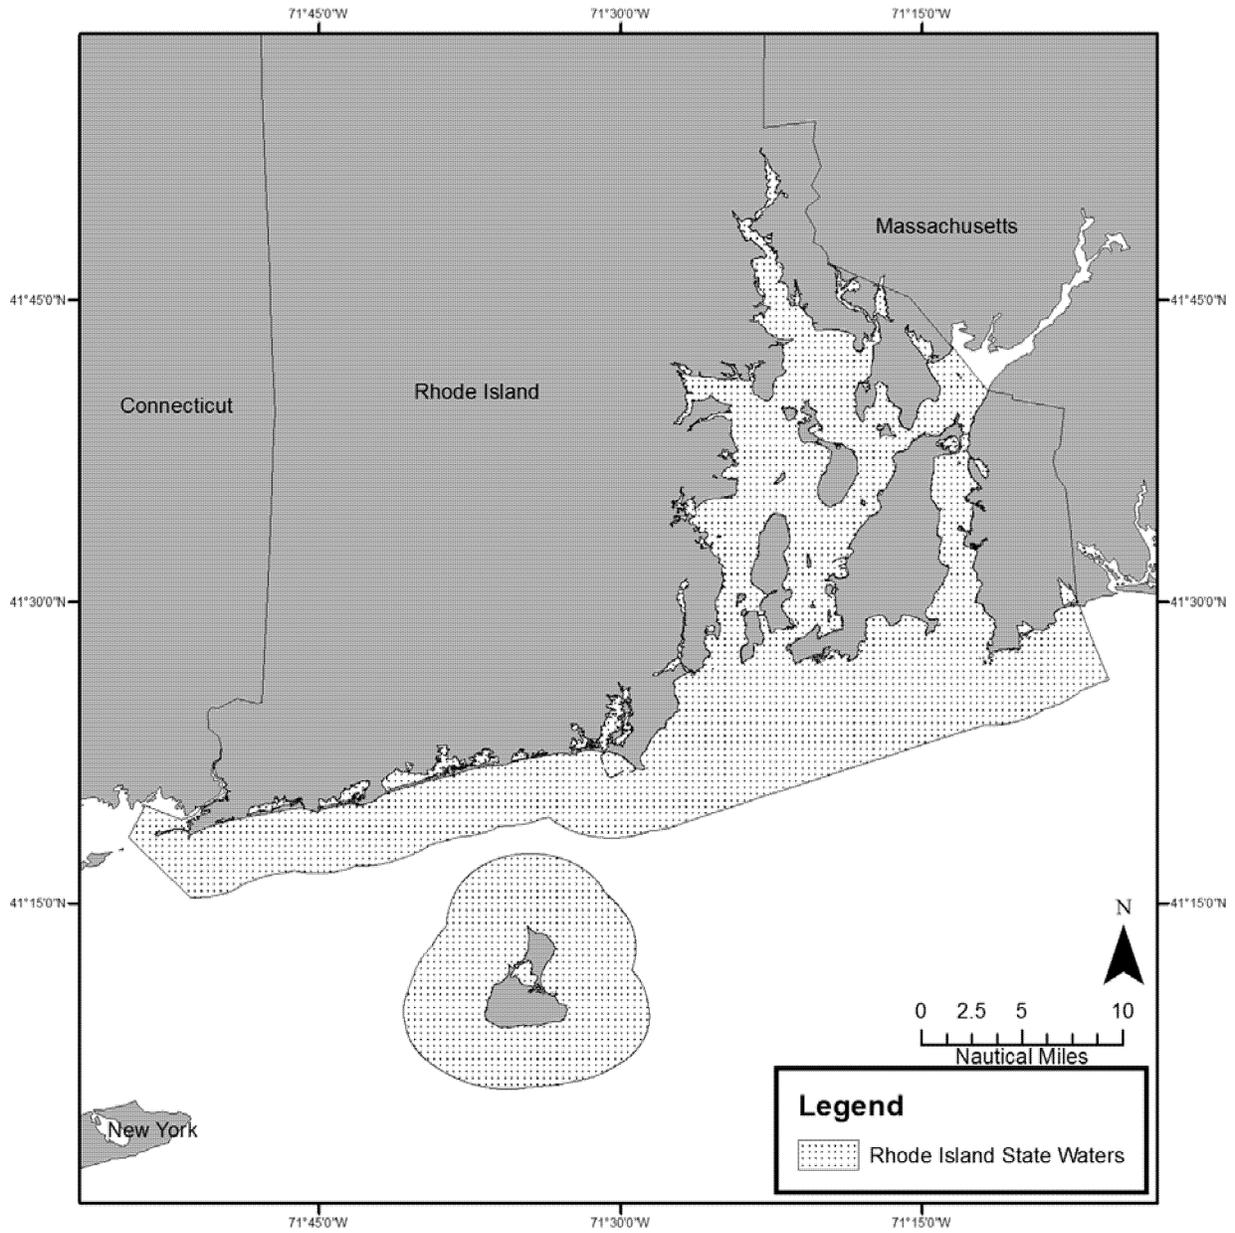 71°45'0"W 71°30'0"W 71°15'0"W
Massachusetts
41°45'0"N 41°45'0"N
Rhode Island
Connecticut
41°30'0"N 41°30'0"N
41°15'0"N 41°15'0"N
N
0 2.5 5 10
Nautical Miles
Legend
New York
Rhode Island State Waters
71°45'0"W 71°30'0"W 71°15'0"W